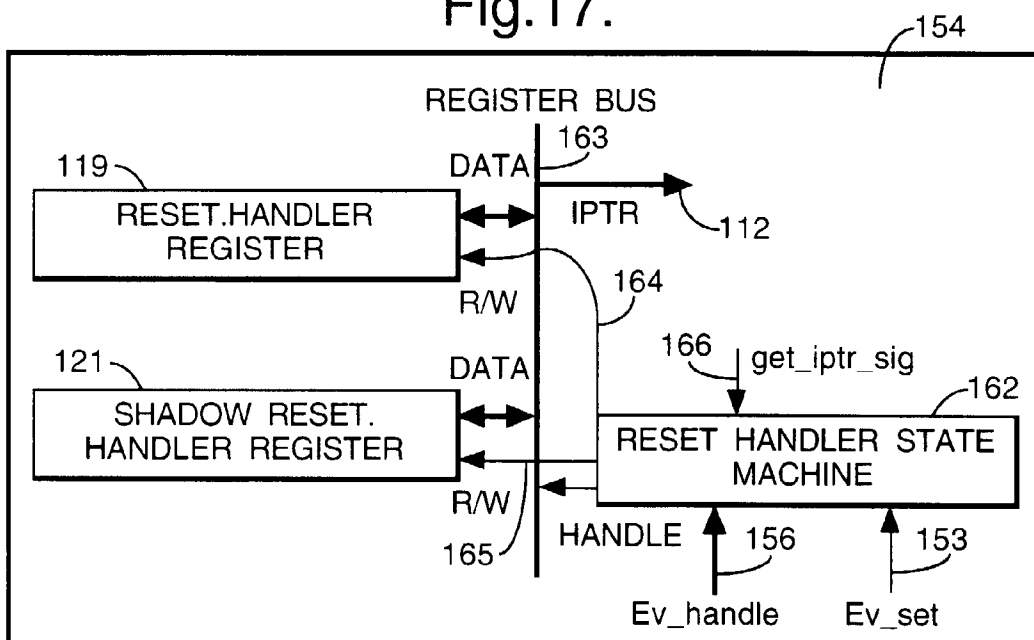 Fig.17.
154
REGISTER BUS
163
DATA
119
RESET.HANDLER
REGISTER
IPTR
112
R/W
164
121
DATA
166
get_iptr_sig
162
SHADOW RESET.
HANDLER REGISTER
RESET HANDLER STATE
MACHINE
R/W
165
HANDLE
156
153
Ev_handle
Ev_set